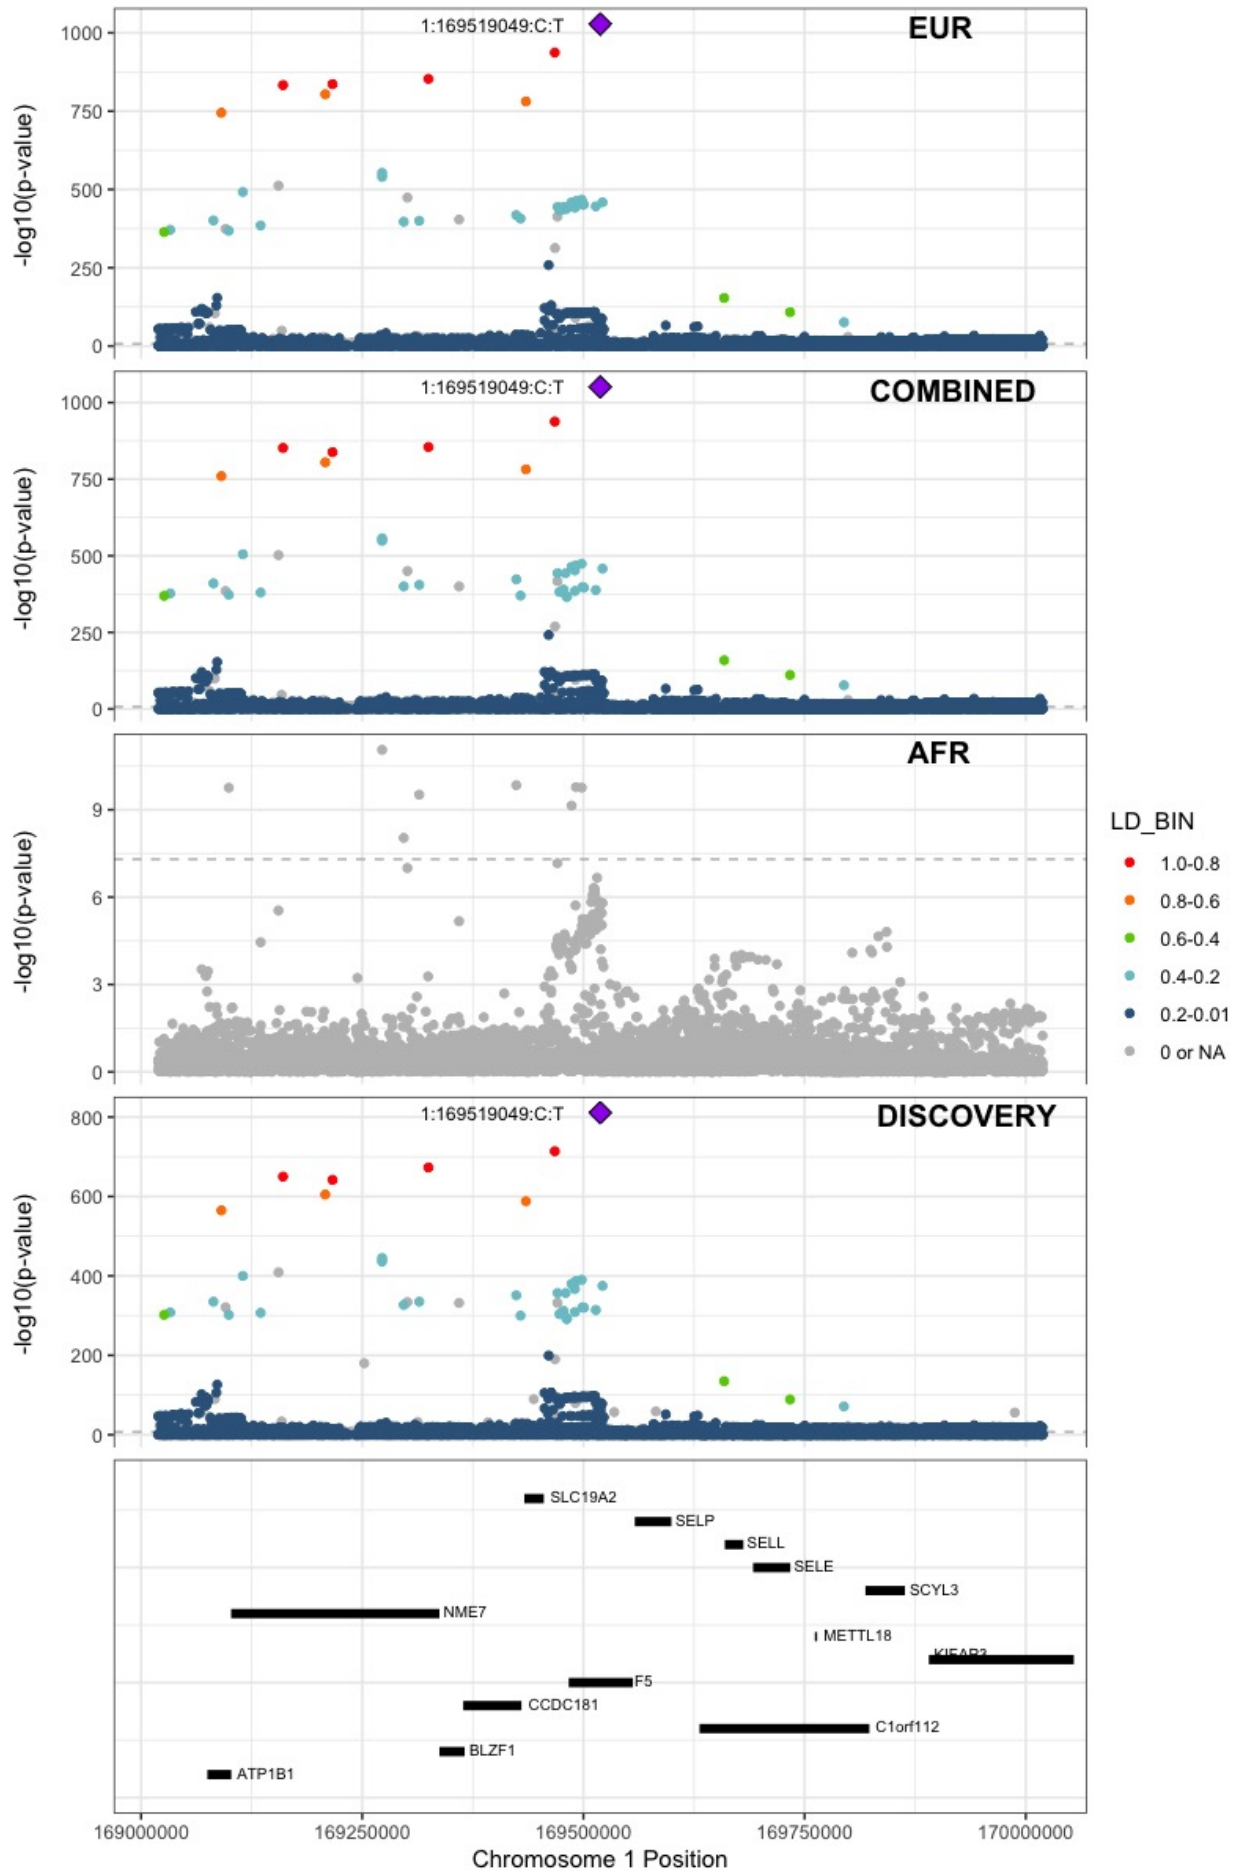 1:169519049:C:T
EUR
1000
750
500
250
0
-log10(p-value)
1:169519049:C:T
COMBINED
1000
750
500
250
0
-log10(p-value)
AFR
9
6
3
0
-log10(p-value)
LD_BIN
1.0-0.8
0.8-0.6
0.6-0.4
0.4-0.2
0.2-0.01
0 or NA
1:169519049:C:T
DISCOVERY
800
600
400
200
0
-log10(p-value)
SLC19A2
SELP
SELL
SELE
SCYL3
NME7
METTL18
F5
CCDC181
C1orf112
BLZF1
ATP1B1
169000000 169250000 169500000 169750000 170000000
Chromosome 1 Position